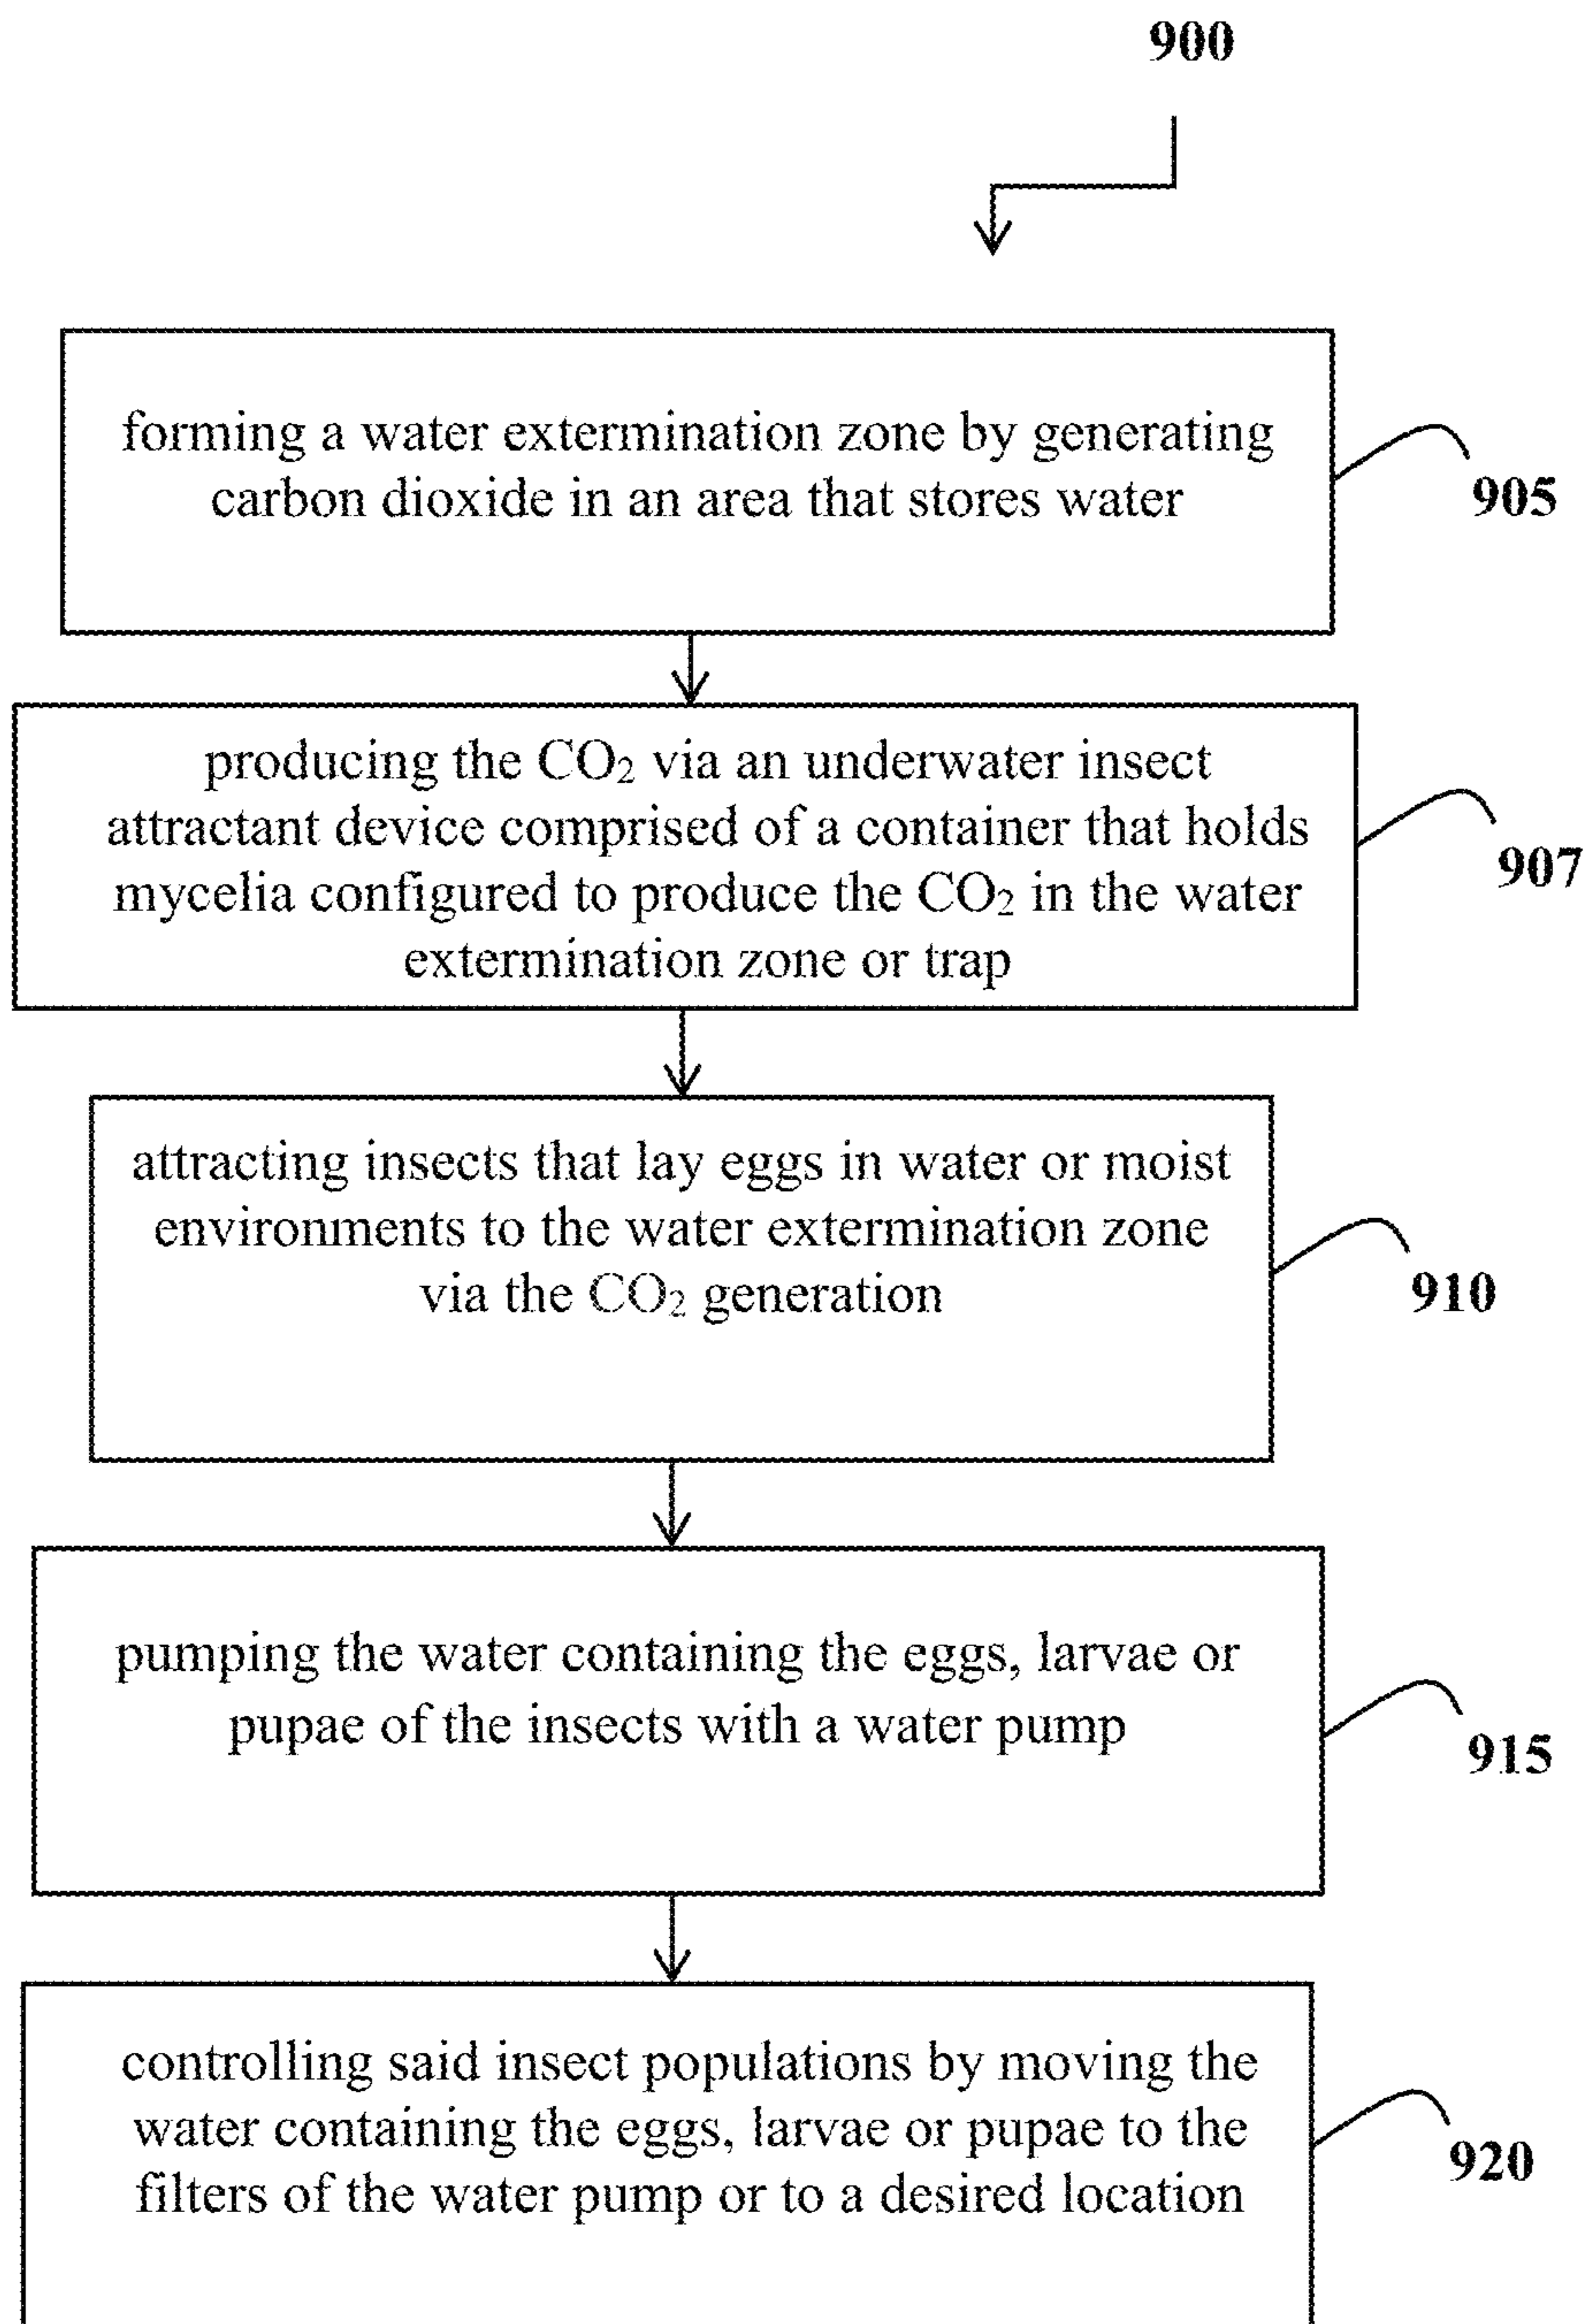 900
forming a water extermination zone by generating
carbon dioxide in an area that stores water
905
producing the CO₂ via an underwater insect
attractant device comprised of a container that holds
mycelia configured to produce the CO₂ in the water
extermination zone or trap
907
attracting insects that lay eggs in water or moist
environments to the water extermination zone
via the CO₂ generation
910
pumping the water containing the eggs, larvae or
pupae of the insects with a water pump
915
controlling said insect populations by moving the
water containing the eggs, larvae or pupae to the
filters of the water pump or to a desired location
920